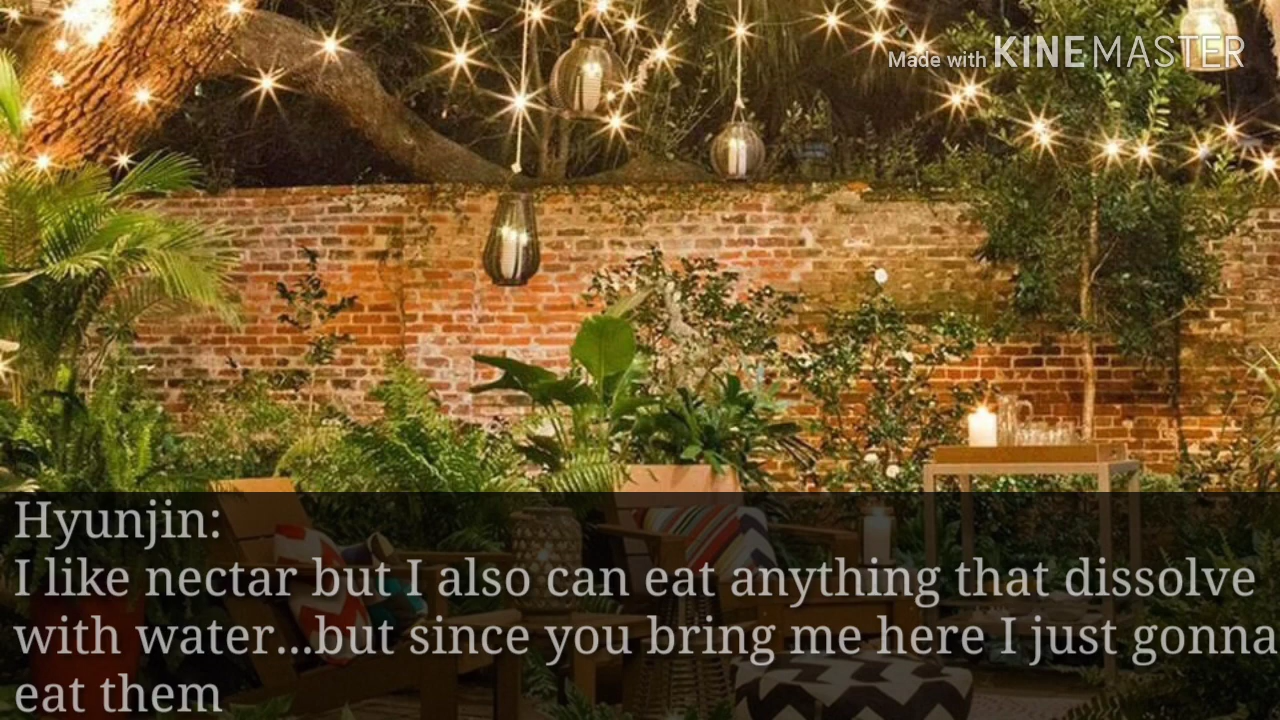 Made with KINEMASTER
Hyunjin:
I like nectar but I also can eat anything that dissolve
with water...but since you bring me here I just gonna
eat them